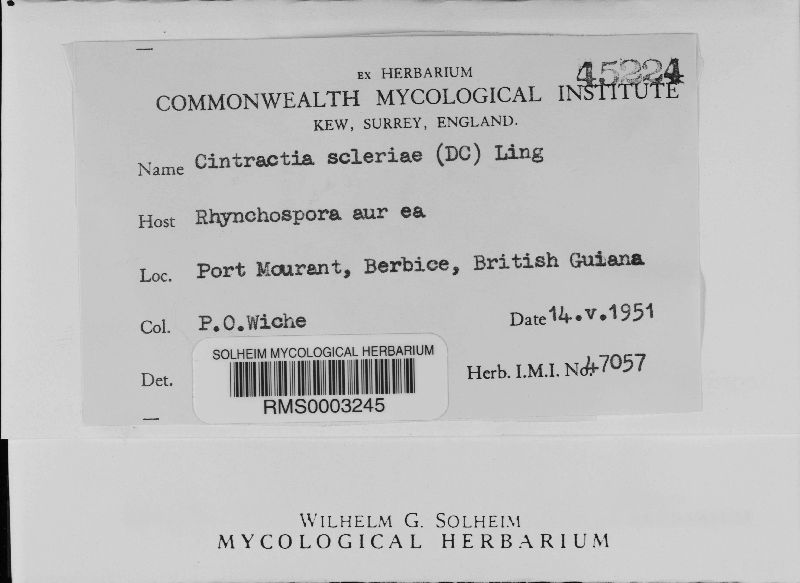 45224
EX HERBARIUM
COMMONWEALTH MYCOLOGICAL INSTITUTE
KEW, SURREY, ENGLAND.
Name Cintractia scleriae (DC) Ling
Host Rhynchospora aur ea
Loc. Port Mourant, Berbice, British Guiana
Col. P.O.Wiehe Date 14.v.1951
Det. Herb. I.M.I. No. 47057
SOLHEIM MYCOLOGICAL HERBARIUM
RMS0003245
WILHELM G. SOLHEIM
MYCOLOGICAL HERBARIUM